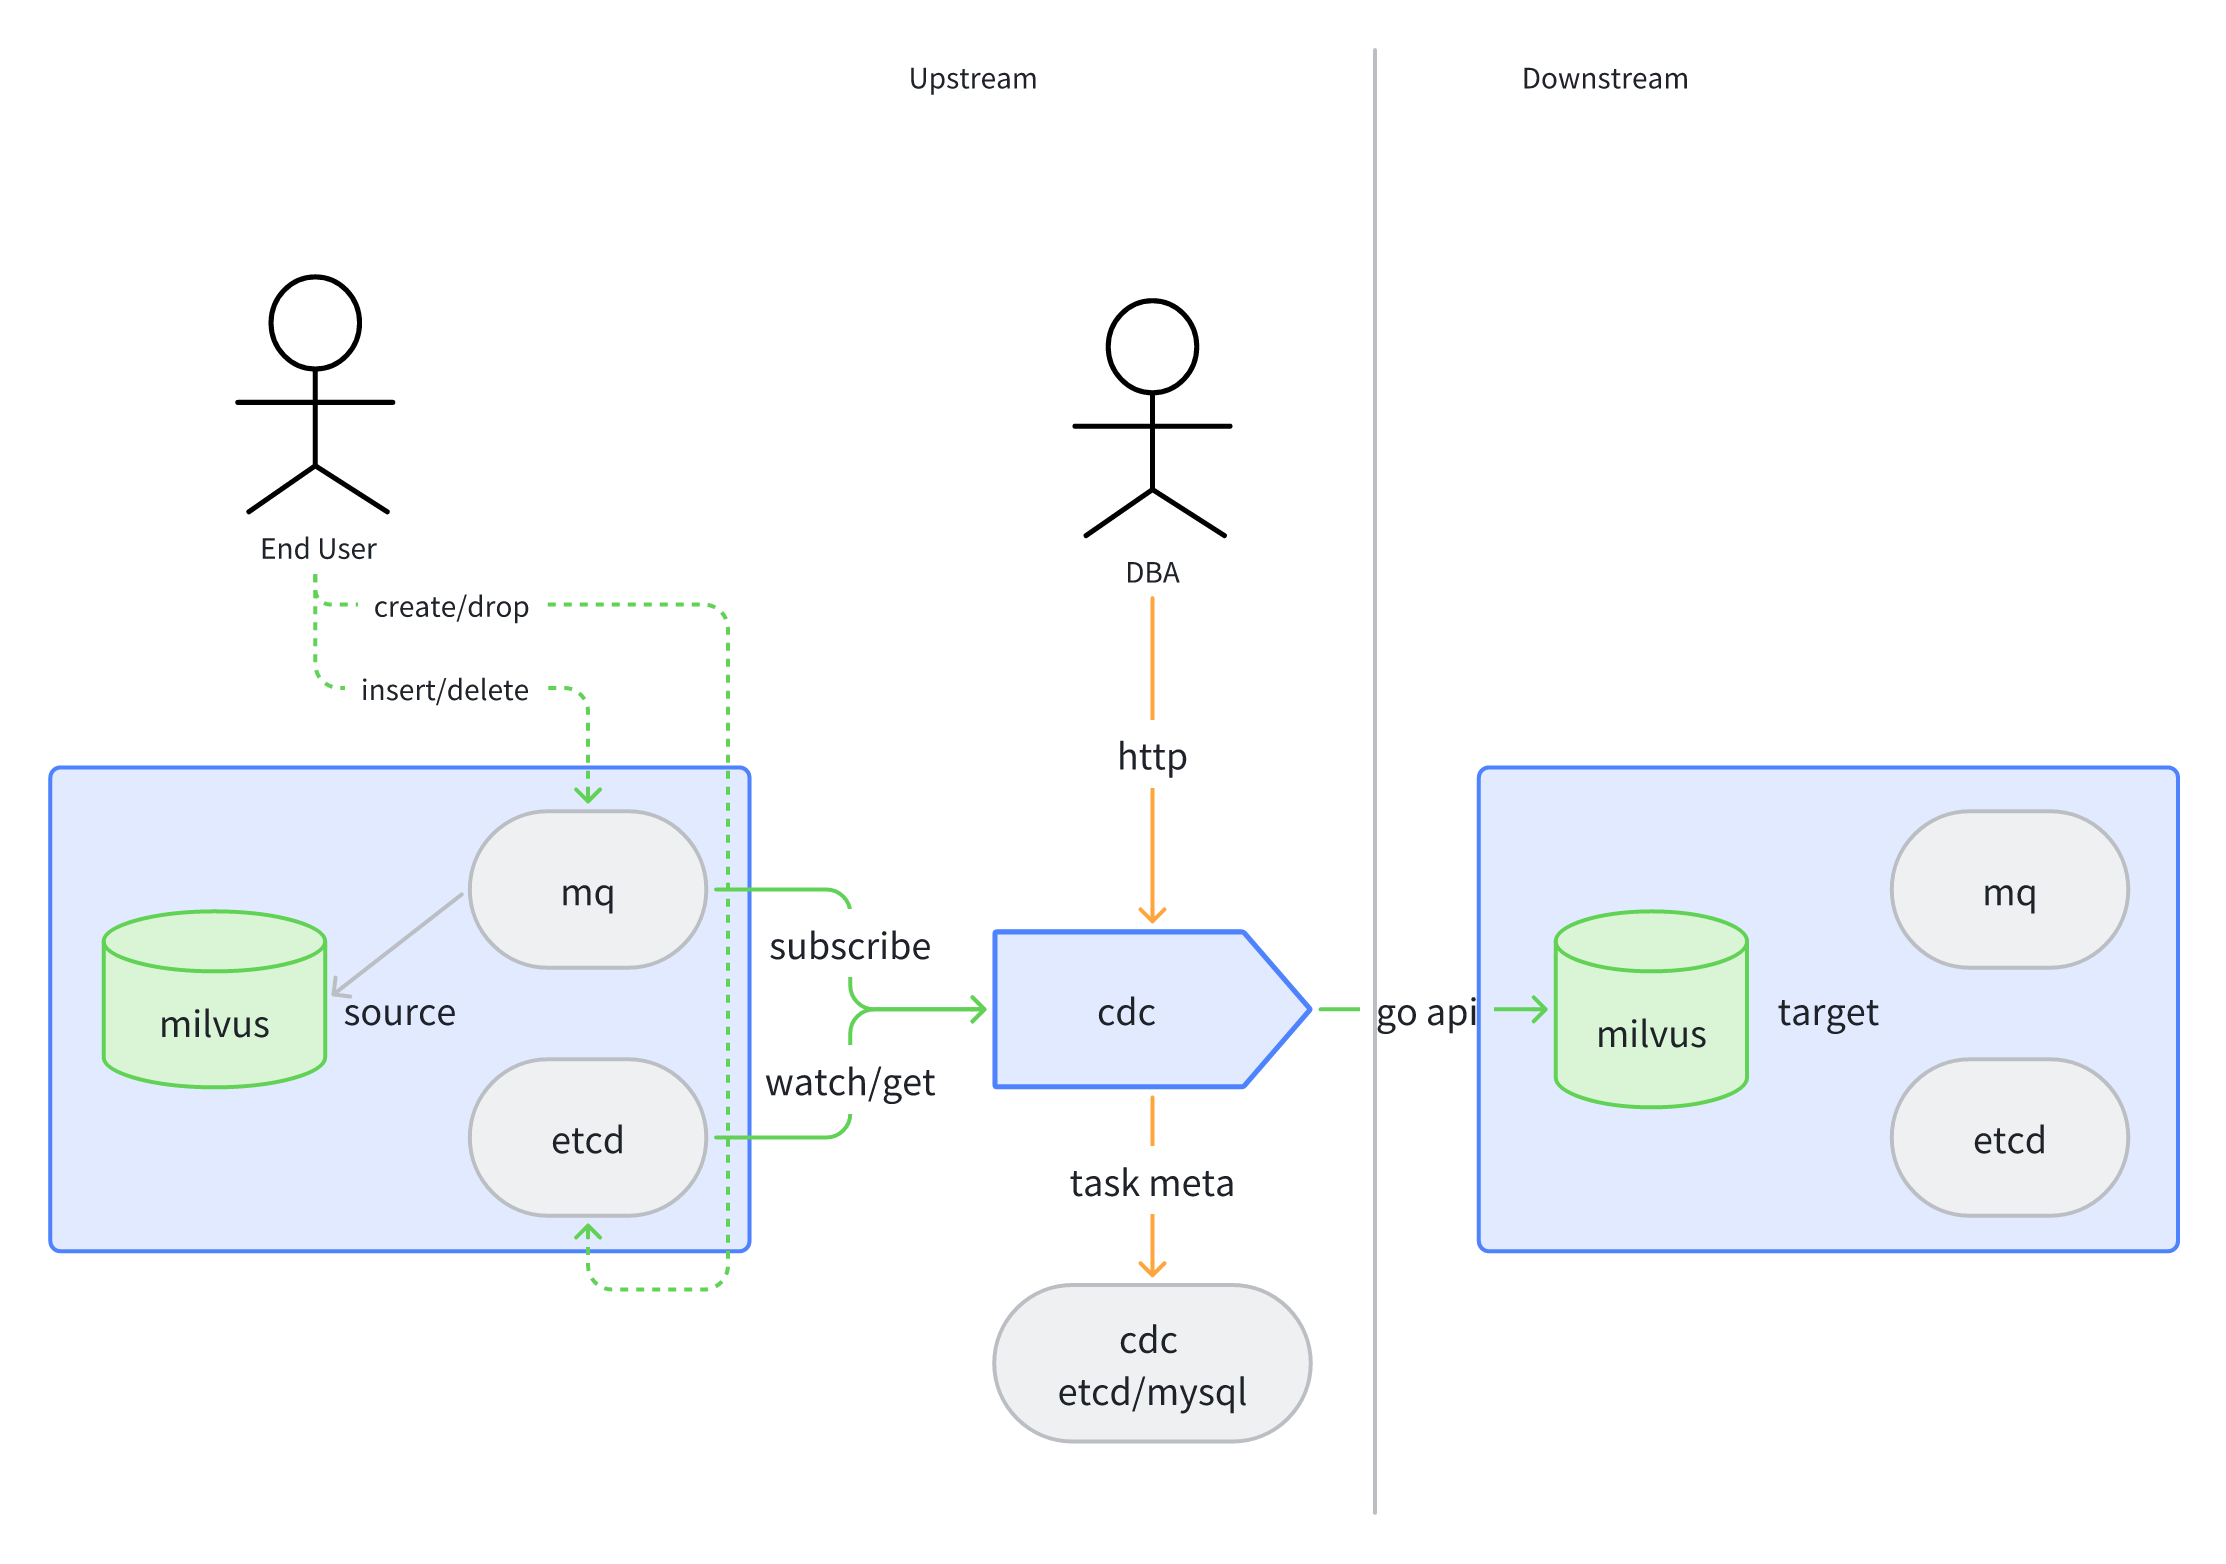 Upstream
Downstream
End User
DBA
create/drop
insert/delete
http
mq
subscribe
milvus
source
cdc
go api
watch/get
etcd
task meta
cdc
etcd/mysql
mq
milvus
target
etcd